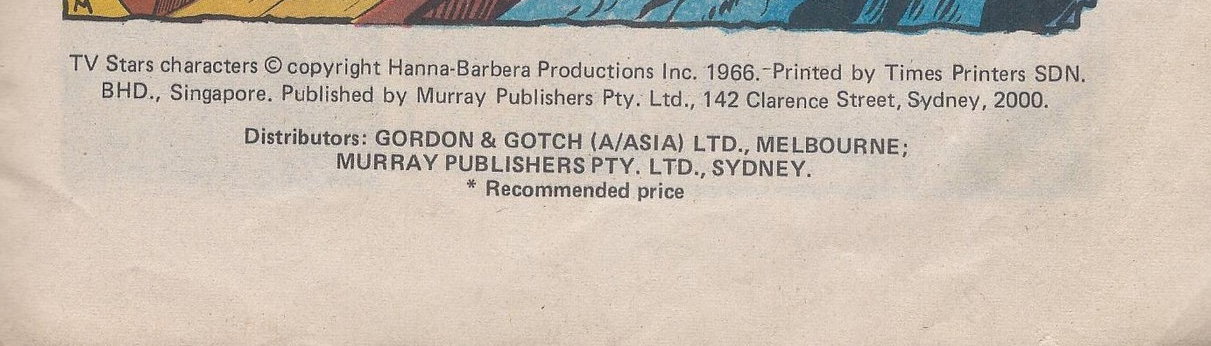 TV Stars characters © copyright Hanna-Barbera Productions Inc. 1966.-Printed by Times Printers SDN.
BHD., Singapore. Published by Murray Publishers Pty. Ltd., 142 Clarence Street, Sydney, 2000.
Distributors: GORDON & GOTCH (A/ASIA) LTD., MELBOURNE;
MURRAY PUBLISHERS PTY. LTD., SYDNEY.
* Recommended price